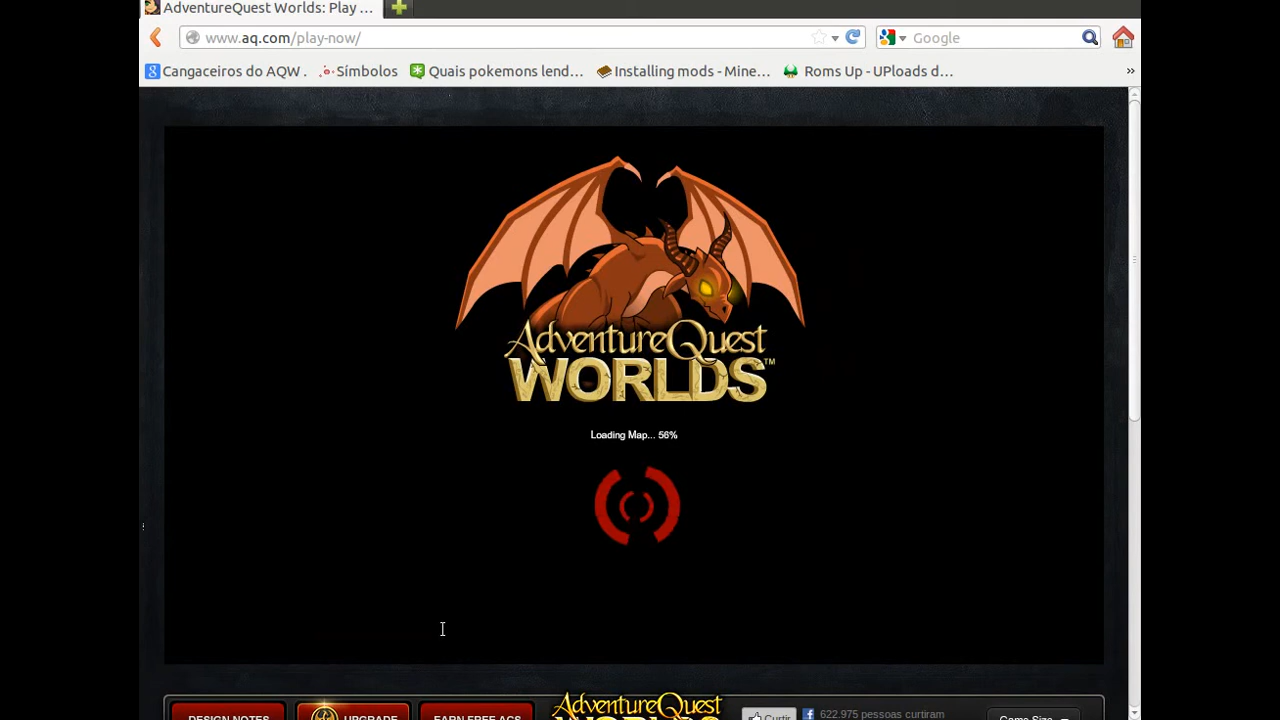 AdventureQuest Worlds: Play ...
www.aq.com/play-now/
Google
Cangaceiros do AQW .
Símbolos
Quais pokemons lend...
Installing mods - Mine...
Roms Up - UPloads d...
»
AdventureQuest
WORLDS™
Loading Map... 56%
DESIGN NOTES
UPGRADE
EARN FREE ACS
AdventureQuest
WORLDS
Curtir
622.975 pessoas curtiram
Game Size